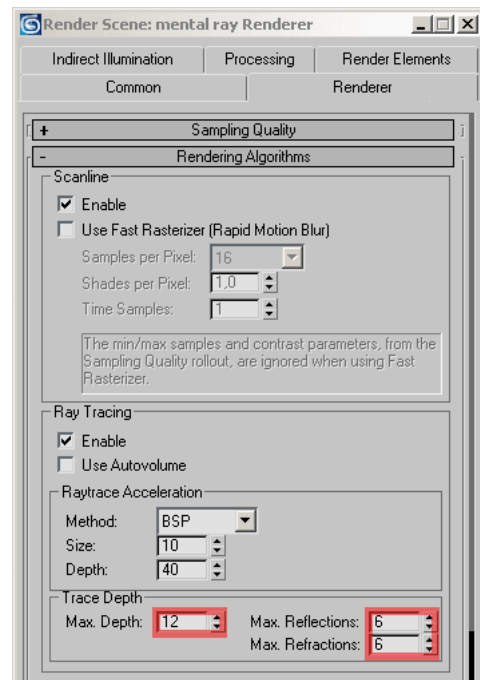 Render Scene: mental ray Renderer
Indirect Illumination Processing Render Elements
Common Renderer
+ Sampling Quality
- Rendering Algorithms
Scanline
Enable
Use Fast Rasterizer (Rapid Motion Blur)
Samples per Pixel: 16
Shades per Pixel: 1,0
Time Samples: 1
The min/max samples and contrast parameters, from the
Sampling Quality rollout, are ignored when using Fast
Rasterizer.
Ray Tracing
Enable
Use Autovolume
Raytrace Acceleration
Method: BSP
Size: 10
Depth: 40
Trace Depth
Max. Depth: 12 Max. Reflections: 6
Max. Refractions: 6